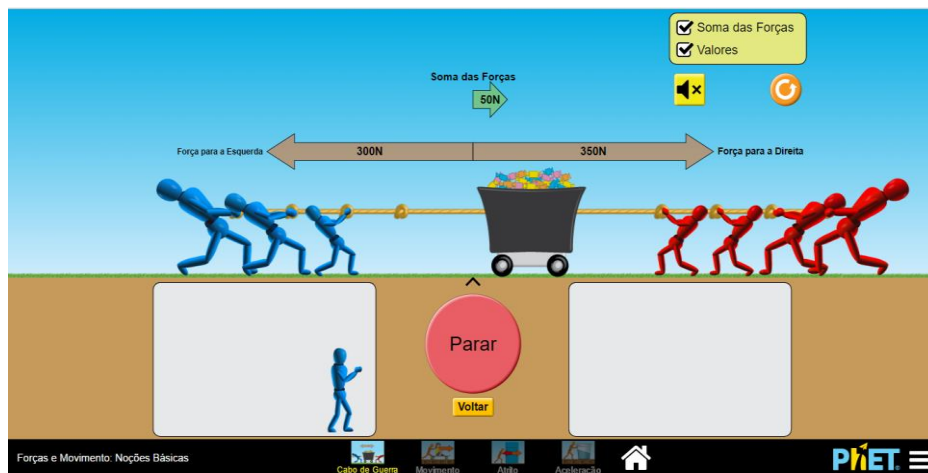 Soma das Forças
Valores
Soma das Forças
50N
Força para a Esquerda
300N
350N
Força para a Direita
Parar
Voltar
Forças e Movimento: Noções Básicas
Cabo de Guerra
Movimento
Atrito
Aceleração
PhET